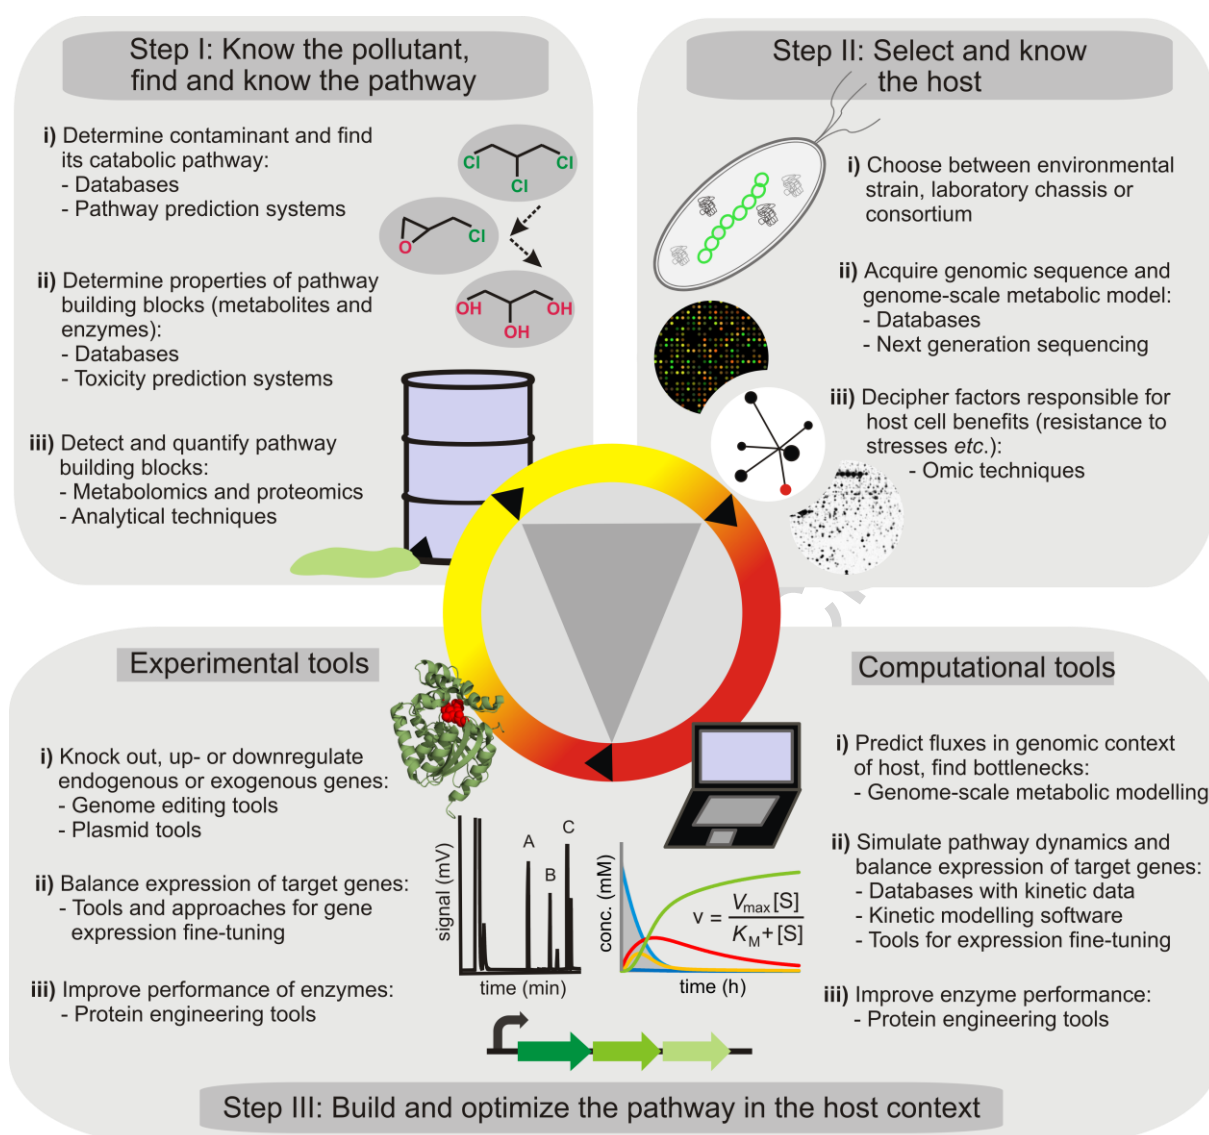 Step I: Know the pollutant,
find and know the pathway
i) Determine contaminant and find
its catabolic pathway:
- Databases
- Pathway prediction systems
Cl
Cl
Cl
O
Cl
ii) Determine properties of pathway
building blocks (metabolites and
enzymes):
- Databases
- Toxicity prediction systems
OH
OH
OH
iii) Detect and quantify pathway
building blocks:
- Metabolomics and proteomics
- Analytical techniques
Step II: Select and know
the host
i) Choose between environmental
strain, laboratory chassis or
consortium
ii) Acquire genomic sequence and
genome-scale metabolic model:
- Databases
- Next generation sequencing
iii) Decipher factors responsible for
host cell benefits (resistance to
stresses etc.):
- Omic techniques
Experimental tools
i) Knock out, up- or downregulate
endogenous or exogenous genes:
- Genome editing tools
- Plasmid tools
ii) Balance expression of target genes:
- Tools and approaches for gene
expression fine-tuning
iii) Improve performance of enzymes:
- Protein engineering tools
signal (mV)
A
B
C
time (min)
conc. (mM)
v = Vmax[S]
KM + [S]
time (h)
Computational tools
i) Predict fluxes in genomic context
of host, find bottlenecks:
- Genome-scale metabolic modelling
ii) Simulate pathway dynamics and
balance expression of target genes:
- Databases with kinetic data
- Kinetic modelling software
- Tools for expression fine-tuning
iii) Improve enzyme performance:
- Protein engineering tools
Step III: Build and optimize the pathway in the host context